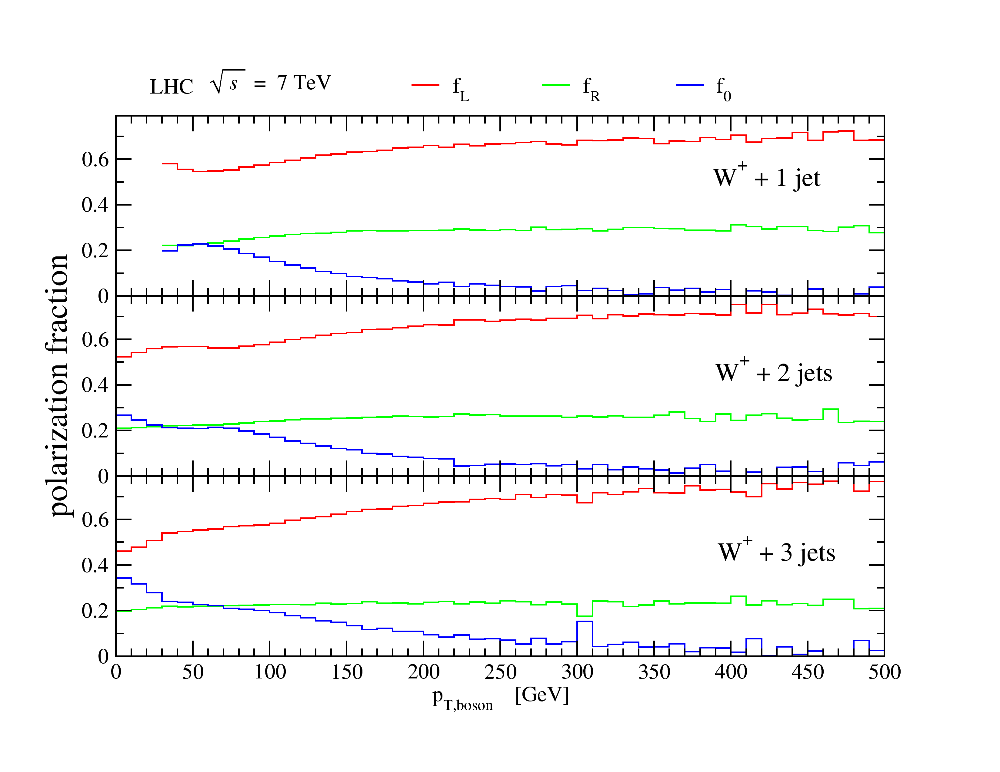 LHC √s = 7 TeV f_L f_R f_0
0.6
W⁺ + 1 jet
0.4
0.2
0
0.6
W⁺ + 2 jets
0.4
0.2
0
0.6
W⁺ + 3 jets
0.4
0.2
0
polarization fraction
0 50 100 150 200 250 300 350 400 450 500
p_T,boson [GeV]